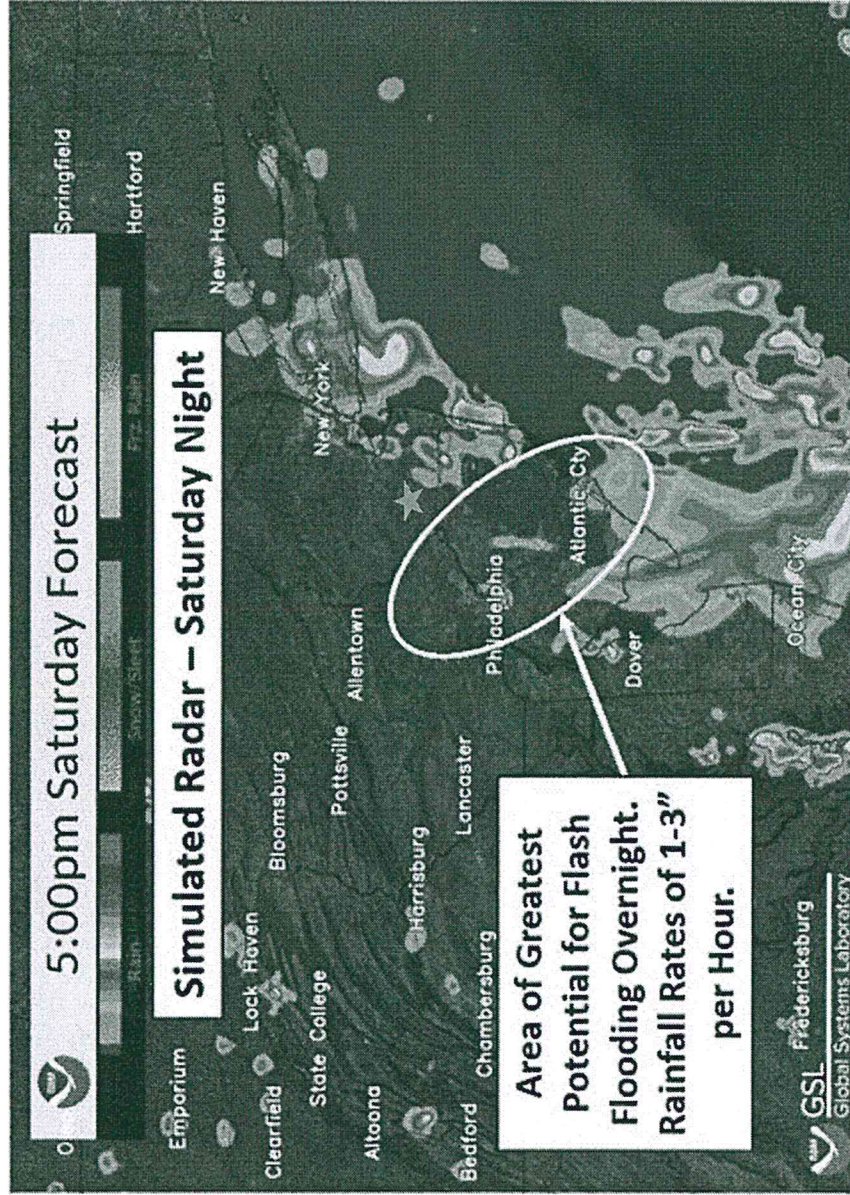 5:00pm Saturday Forecast
Rain
Snow/Sleet
Frz Rain
Simulated Radar – Saturday Night
Springfield
Hartford
New Haven
New York
Emporium
Lock Haven
Clearfield
State College
Bloomsburg
Pottsville
Allentown
Altoona
Harrisburg
Lancaster
Bedford
Chambersburg
Philadelphia
Atlantic Cty
Dover
Ocean City
Area of Greatest
Potential for Flash
Flooding Overnight.
Rainfall Rates of 1-3”
per Hour.
Fredericksburg
GSL
Global Systems Laboratory